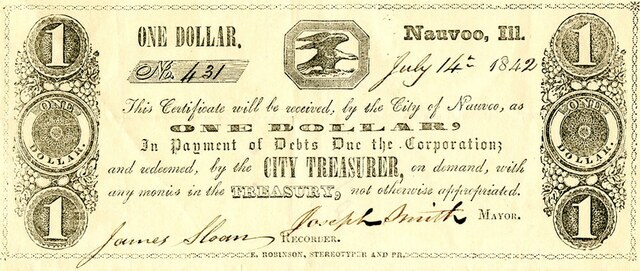 1
ONE DOLLAR.
Nauvoo, Ill.
1
No. 431
July 14th 1842
ONE DOLLAR.
This Certificate will be received, by the City of Nauvoo, as
ONE DOLLAR,
In Payment of Debts Due the Corporation;
and redeemed, by the CITY TREASURER, on demand, with
any monies in the TREASURY, not otherwise appropriated.
ONE DOLLAR.
1
Joseph Smith MAYOR.
1
James Sloan RECORDER.
E. ROBINSON, STEREOTYPER AND PR.